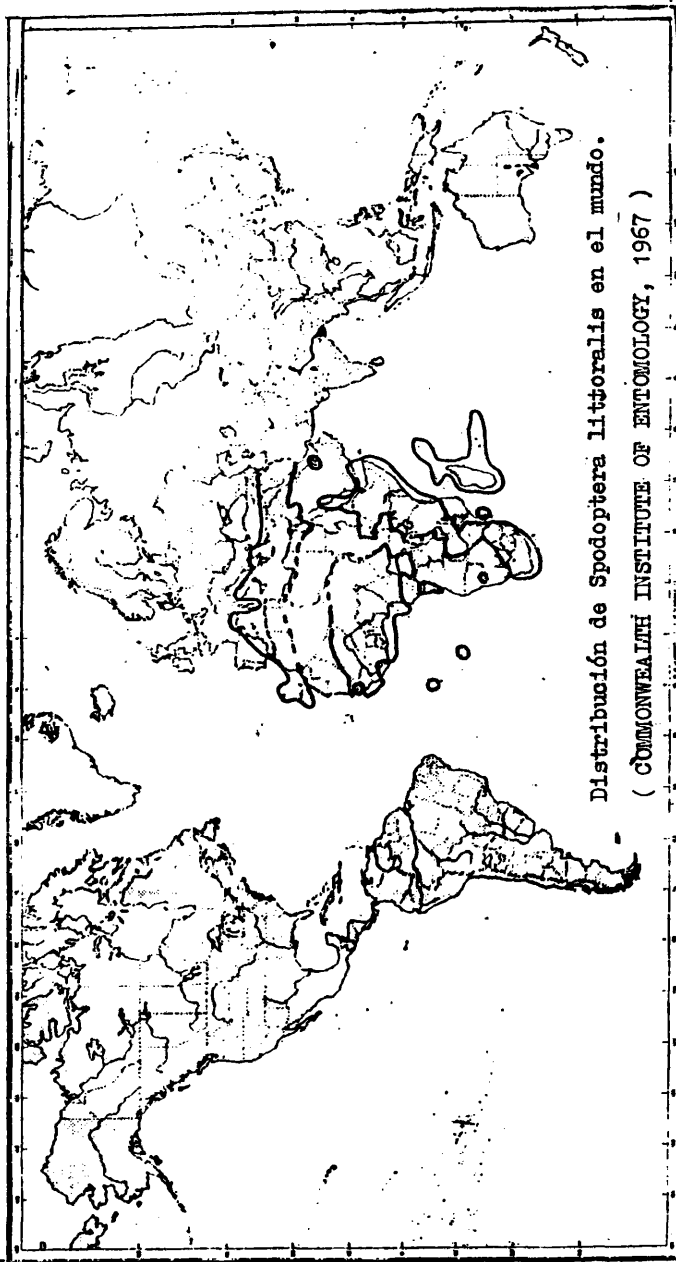 Distribución de Spodoptera littoralis en el mundo.
( COMMONWEALTH INSTITUTE OF ENTOMOLOGY, 1967 )